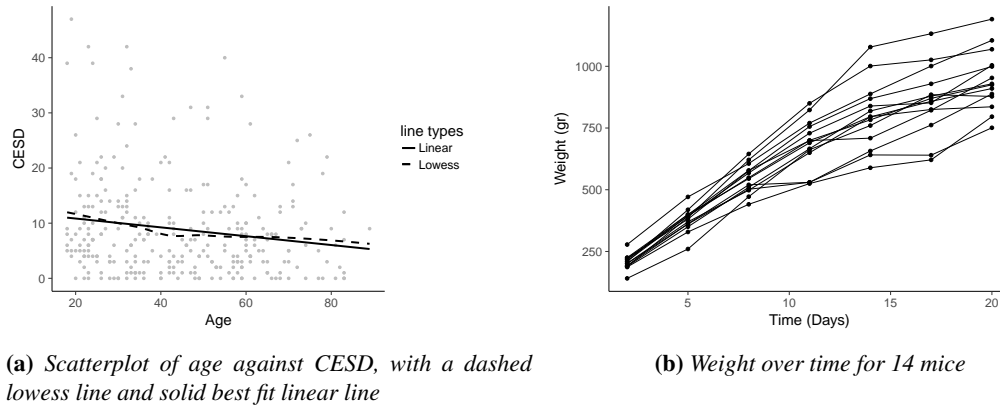 40
30
20
10
0
CESD
20
40
60
80
Age
line types
Linear
Lowess
(a) Scatterplot of age against CESD, with a dashed
lowess line and solid best fit linear line
1000
750
500
250
Weight (gr)
5
10
15
20
Time (Days)
(b) Weight over time for 14 mice